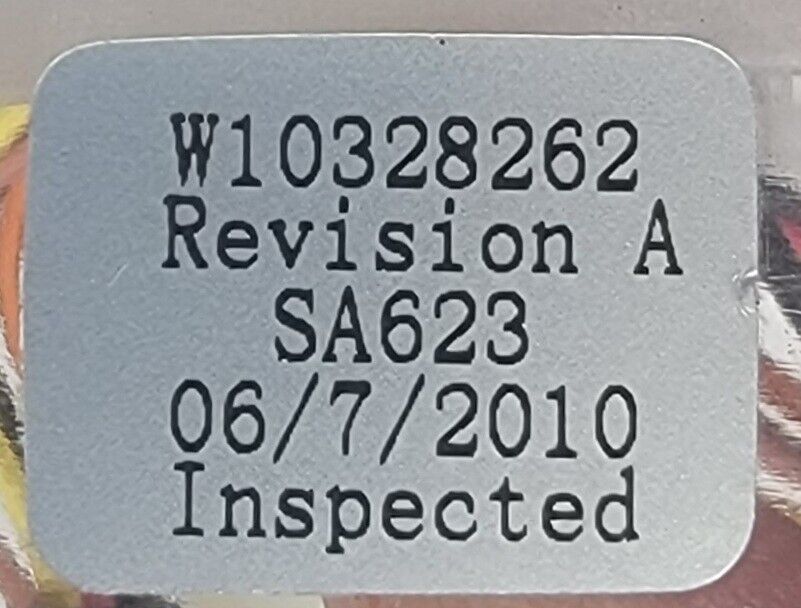 W10328262
Revision A
SA623
06/7/2010
Inspected